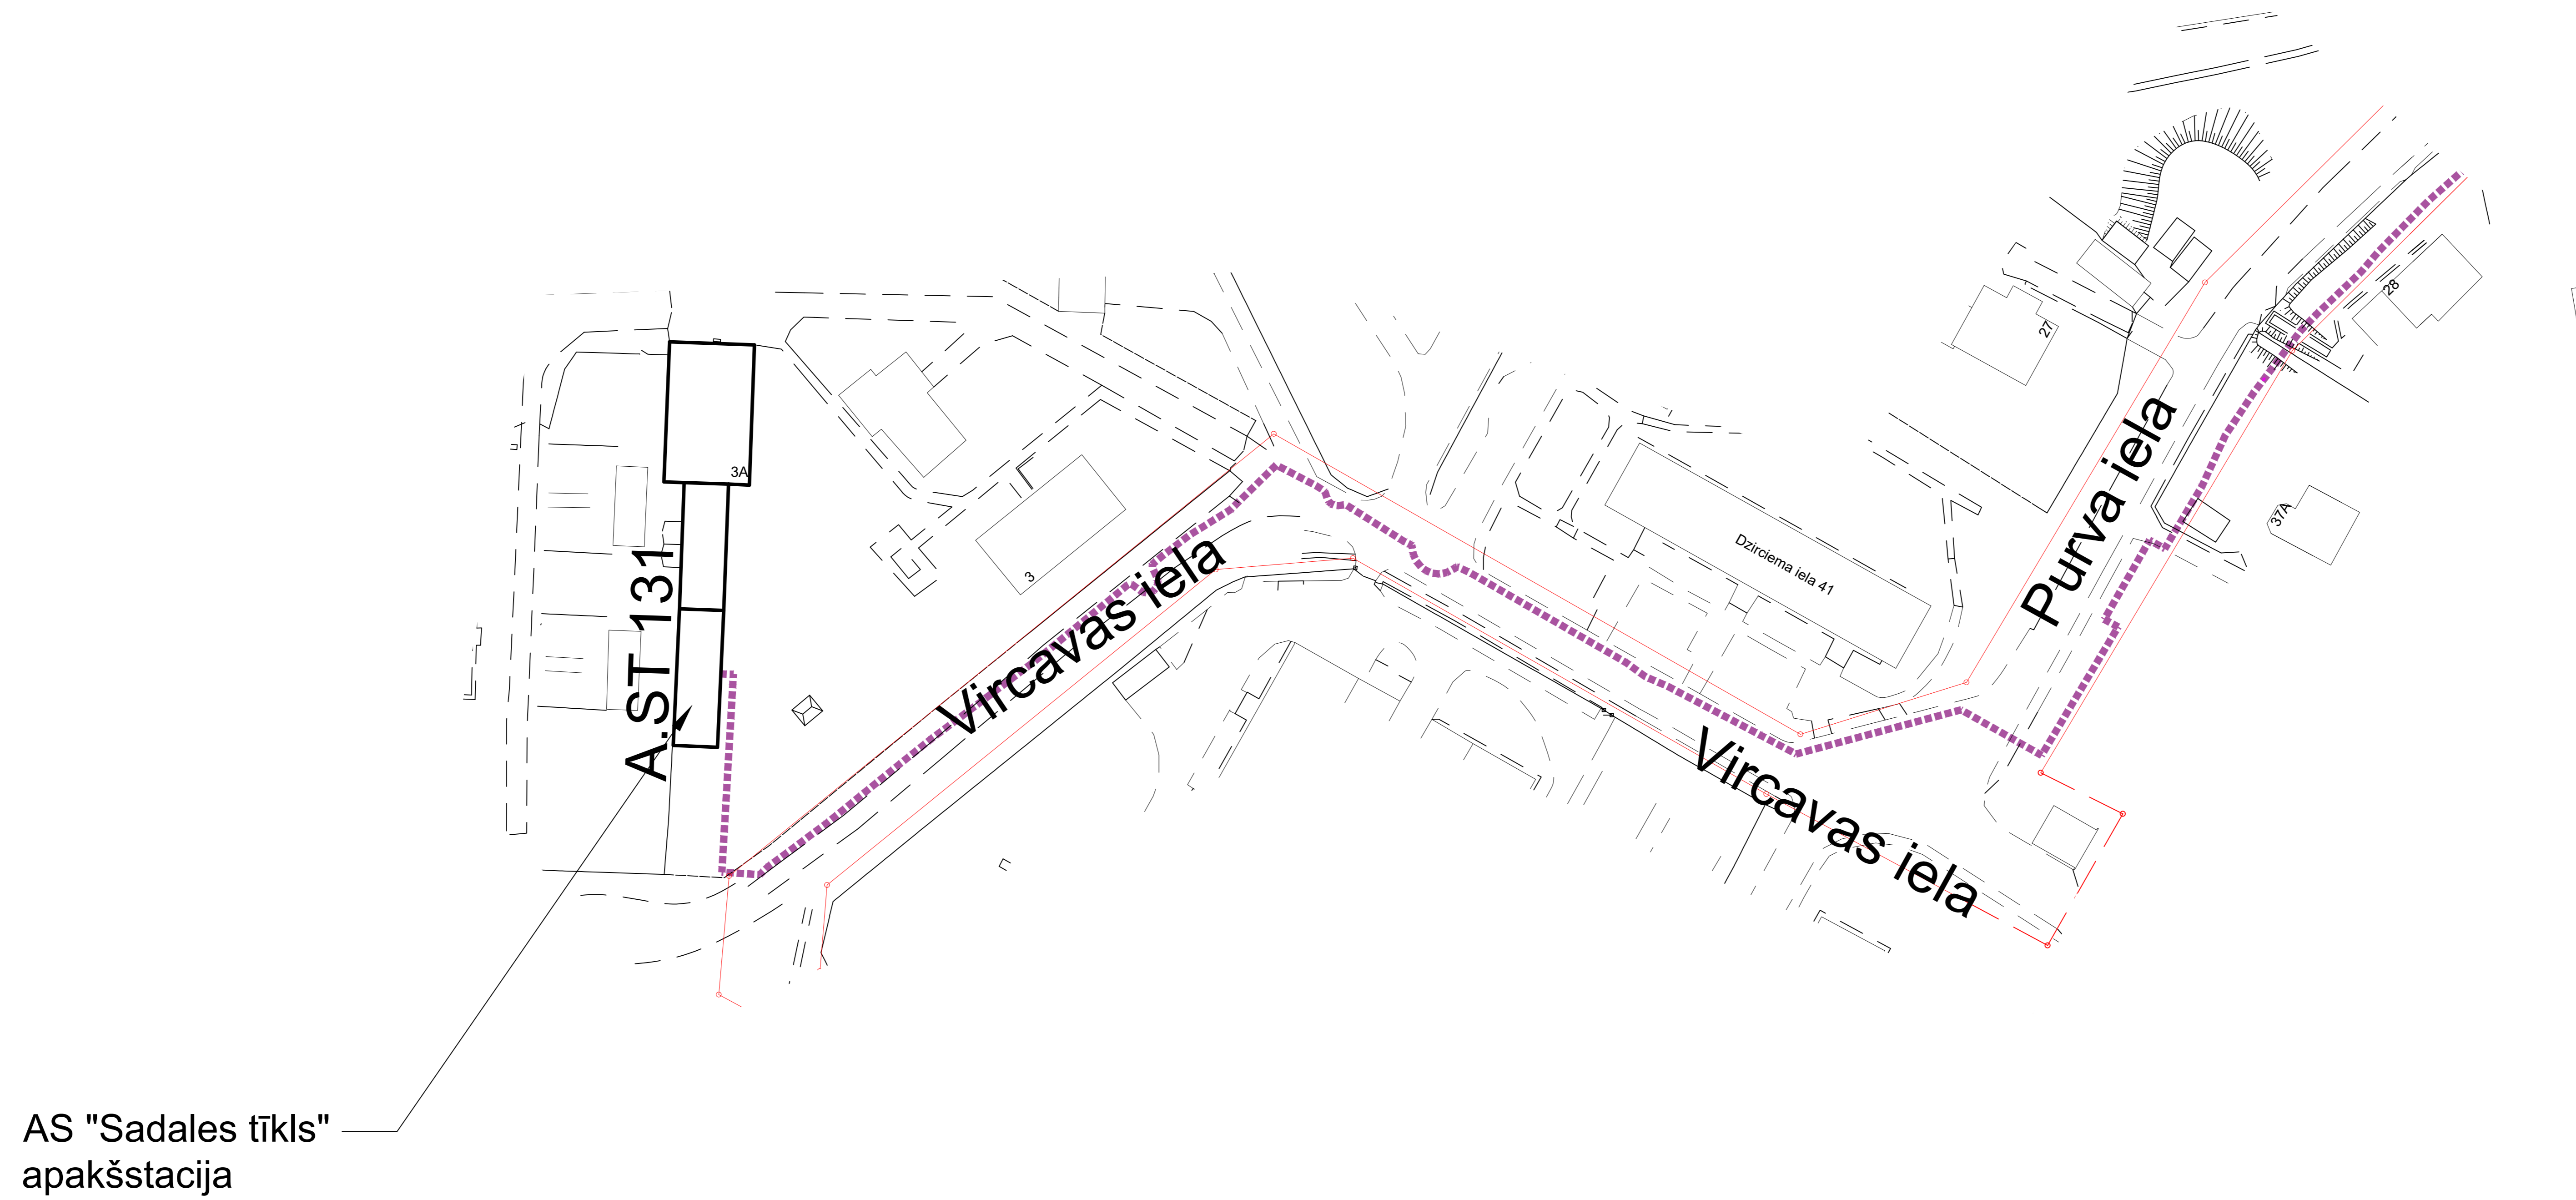 28
27
37A
Purva iela
3A
Dzirciema iela 41
3
A.ST 131
Vircavas iela
Vircavas iela
AS "Sadales tīkls"
apakšstacija